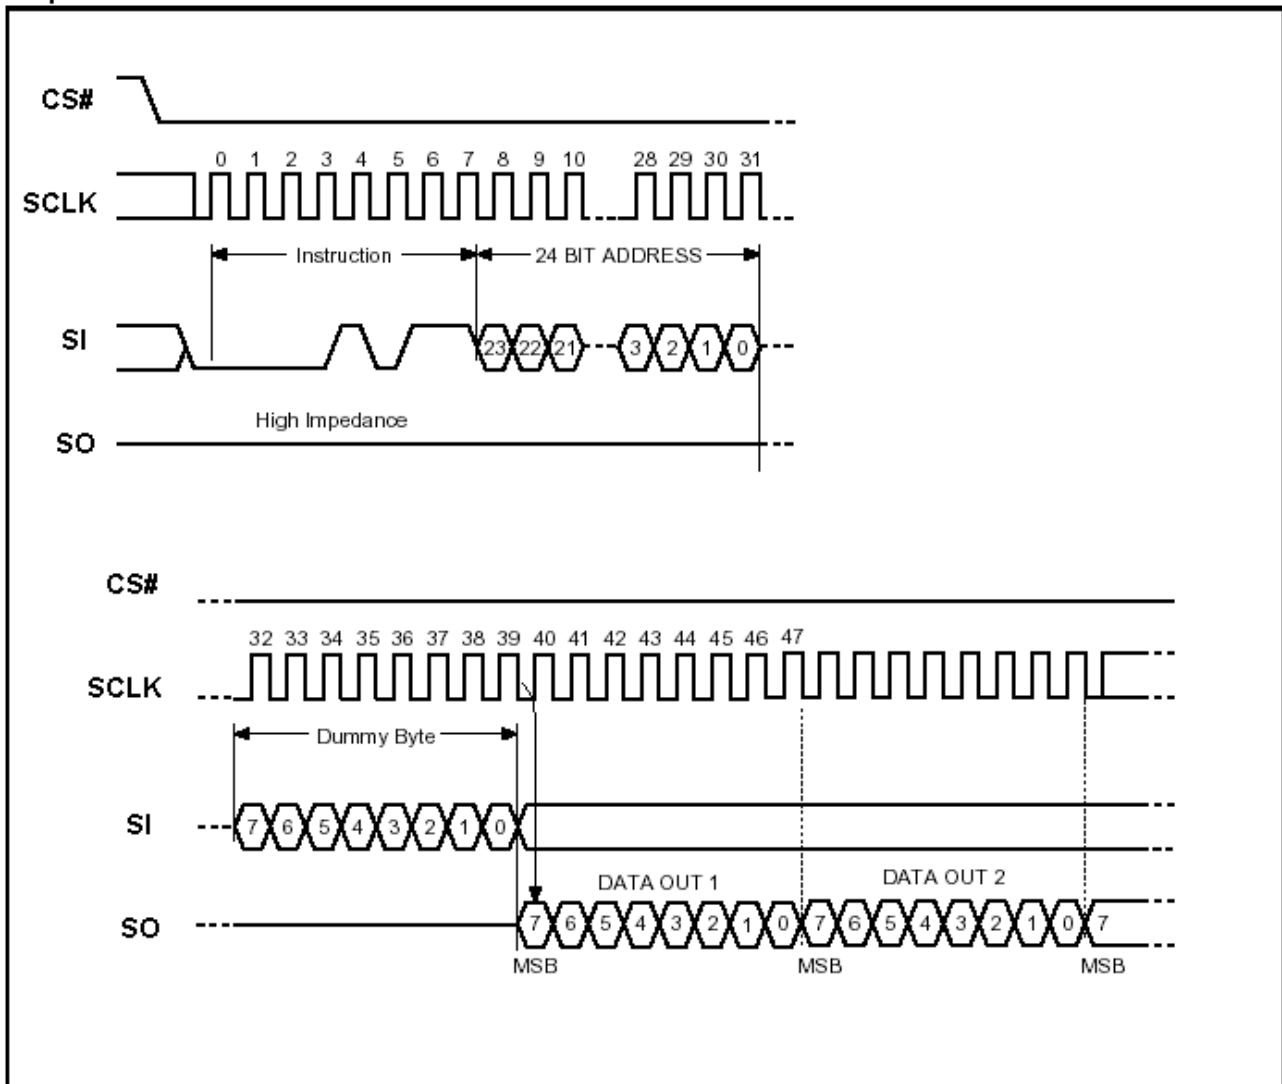 CS#
0 1 2 3 4 5 6 7 8 9 10 28 29 30 31
SCLK
Instruction 24 BIT ADDRESS
SI
23 22 21 3 2 1 0
High Impedance
SO
CS#
32 33 34 35 36 37 38 39 40 41 42 43 44 45 46 47
SCLK
Dummy Byte
SI
7 6 5 4 3 2 1 0
DATA OUT 1 DATA OUT 2
SO
7 6 5 4 3 2 1 0 7 6 5 4 3 2 1 0 7
MSB MSB MSB